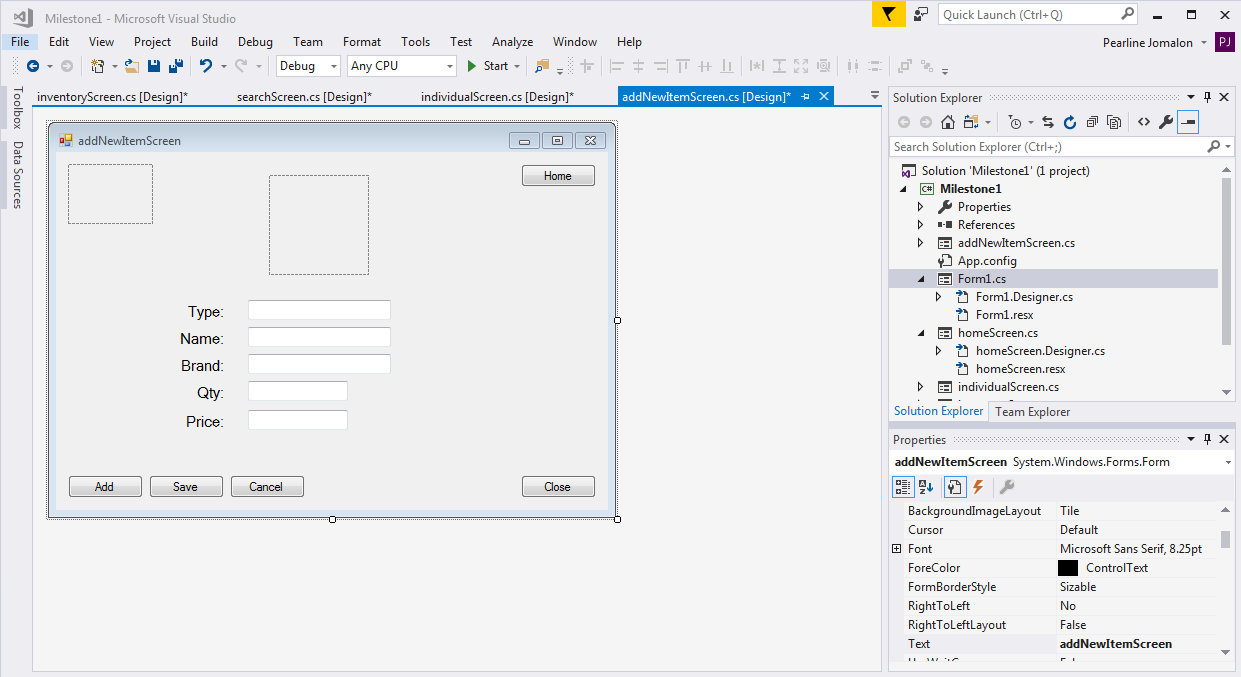 Milestone1 - Microsoft Visual Studio
Quick Launch (Ctrl+Q)
File Edit View Project Build Debug Team Format Tools Test Analyze Window Help
Pearline Jomalon PJ
Debug Any CPU Start
Toolbox
Data Sources
inventoryScreen.cs [Design]* searchScreen.cs [Design]* individualScreen.cs [Design]* addNewItemScreen.cs [Design]*
addNewItemScreen
Home
Type:
Name:
Brand:
Qty:
Price:
Add Save Cancel Close
Solution Explorer
Search Solution Explorer (Ctrl+;)
Solution 'Milestone1' (1 project)
C# Milestone1
Properties
References
addNewItemScreen.cs
App.config
Form1.cs
Form1.Designer.cs
Form1.resx
homeScreen.cs
homeScreen.Designer.cs
homeScreen.resx
individualScreen.cs
Solution Explorer Team Explorer
Properties
addNewItemScreen System.Windows.Forms.Form
BackgroundImageLayout Tile
Cursor Default
Font Microsoft Sans Serif, 8.25pt
ForeColor ControlText
FormBorderStyle Sizable
RightToLeft No
RightToLeftLayout False
Text addNewItemScreen